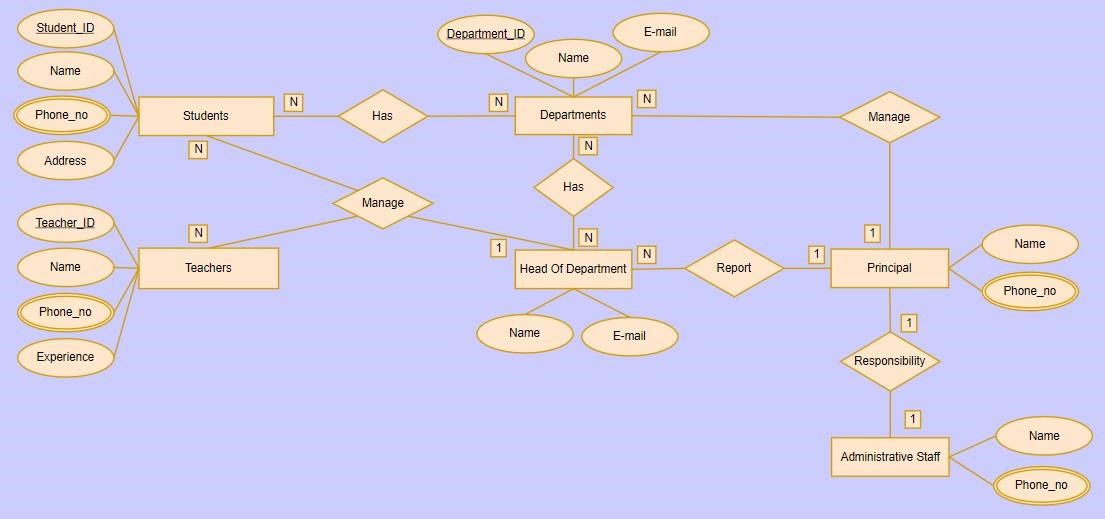 Student_ID
Name
Phone_no
Address
Students
N
N
Has
N
Department_ID
Name
E-mail
Departments
N
N
Manage
Has
Teacher_ID
Name
Phone_no
Experience
Teachers
N
Manage
1
N
Head Of Department
N
Name
E-mail
Report
1
1
Principal
Name
Phone_no
1
Responsibility
1
Administrative Staff
Name
Phone_no